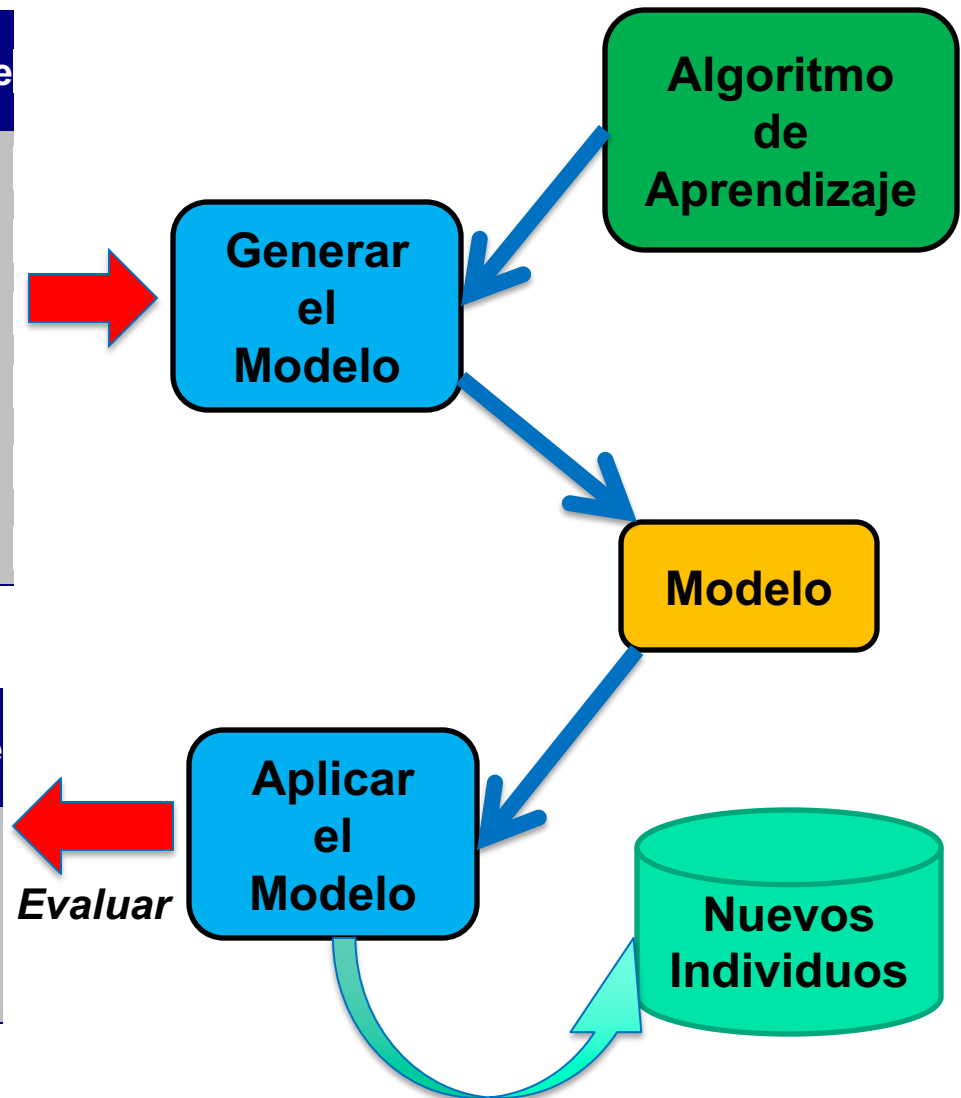 Algoritmo
de
Aprendizaje
Generar
el
Modelo
Modelo
Aplicar
el
Modelo
Evaluar
Nuevos
Individuos